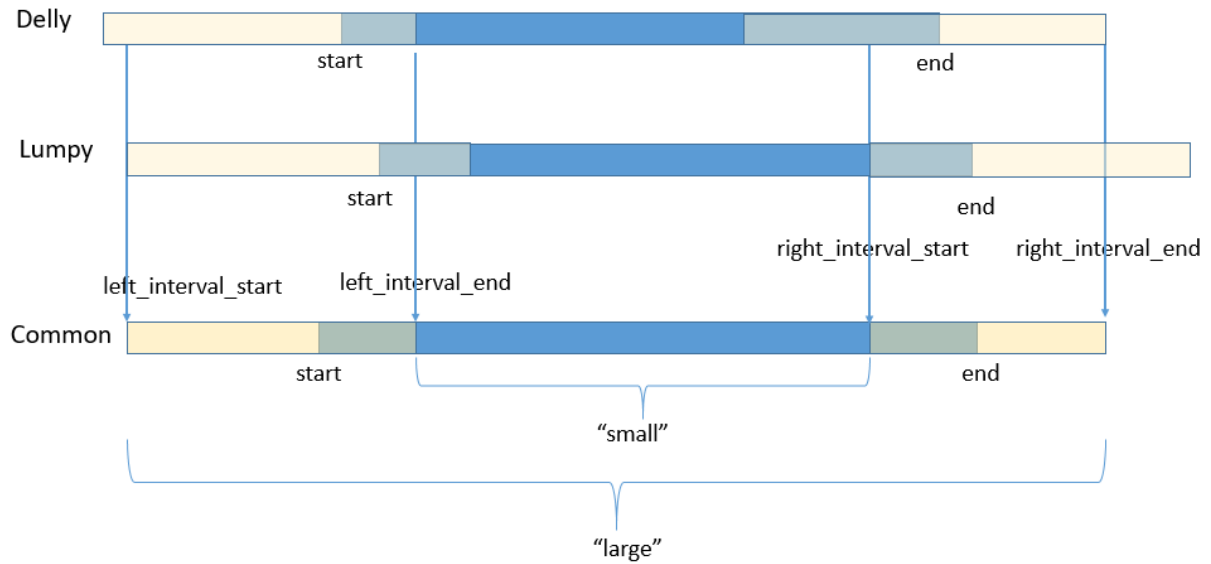 Delly
start
end
Lumpy
start
end
right_interval_start
right_interval_end
left_interval_start
left_interval_end
Common
start
end
“small”
“large”